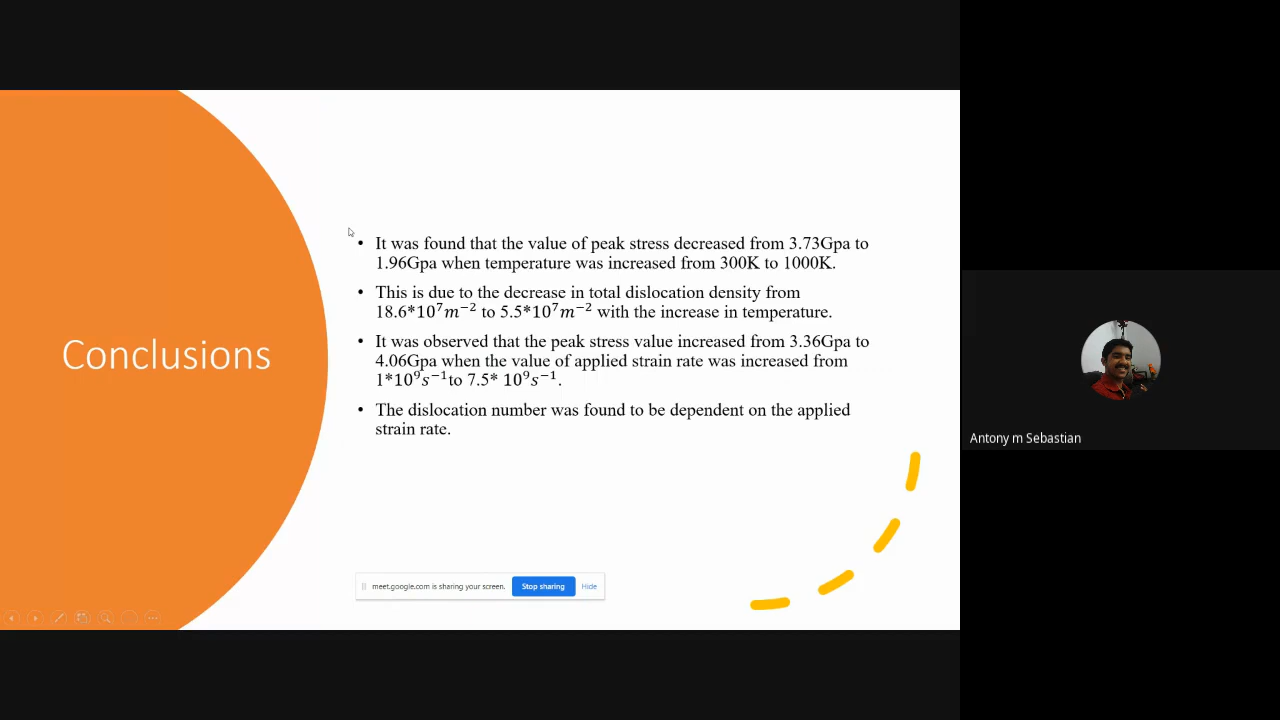 Conclusions
• It was found that the value of peak stress decreased from 3.73Gpa to
1.96Gpa when temperature was increased from 300K to 1000K.
• This is due to the decrease in total dislocation density from
18.6*10⁷m⁻² to 5.5*10⁷m⁻² with the increase in temperature.
• It was observed that the peak stress value increased from 3.36Gpa to
4.06Gpa when the value of applied strain rate was increased from
1*10⁹s⁻¹to 7.5* 10⁹s⁻¹.
• The dislocation number was found to be dependent on the applied
strain rate.
meet.google.com is sharing your screen. Stop sharing Hide
Antony m Sebastian